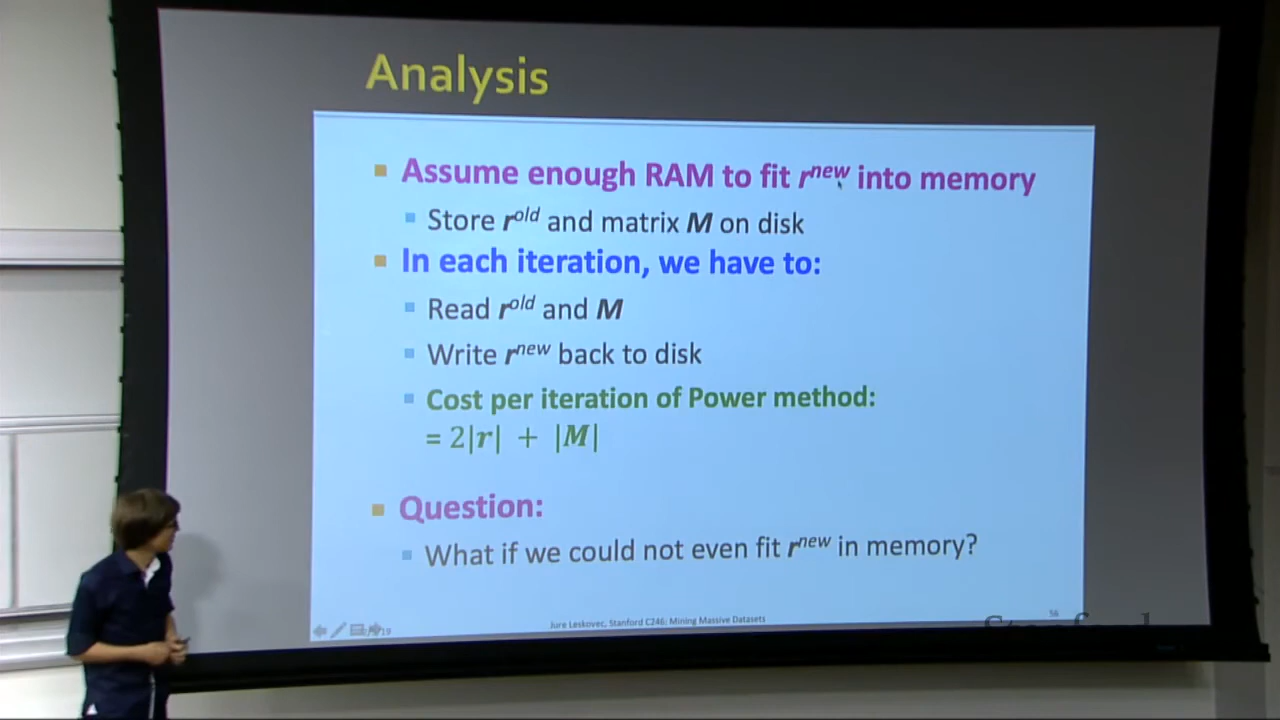 Analysis
Assume enough RAM to fit r^new into memory
Store r^old and matrix M on disk
In each iteration, we have to:
Read r^old and M
Write r^new back to disk
Cost per iteration of Power method:
= 2|r| + |M|
Question:
What if we could not even fit r^new in memory?
Jure Leskovec, Stanford C246: Mining Massive Datasets
56
Stanford